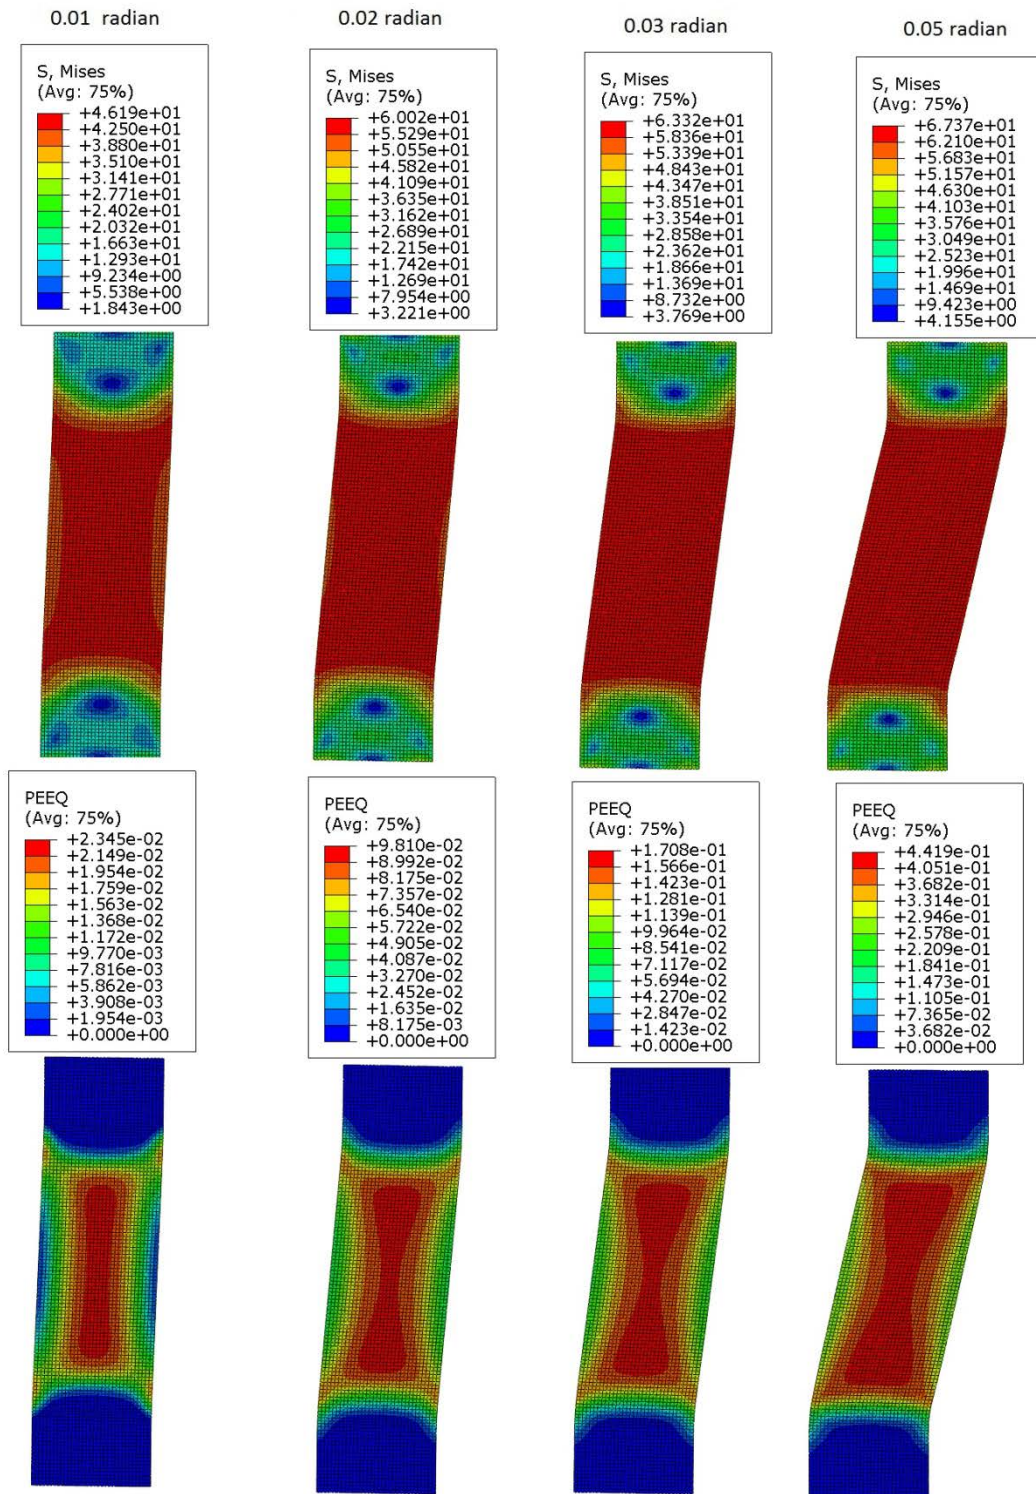 0.01 radian
0.02 radian
0.03 radian
0.05 radian
S, Mises
(Avg: 75%)
+4.619e+01
+4.250e+01
+3.880e+01
+3.510e+01
+3.141e+01
+2.771e+01
+2.402e+01
+2.032e+01
+1.663e+01
+1.293e+01
+9.234e+00
+5.538e+00
+1.843e+00
S, Mises
(Avg: 75%)
+6.002e+01
+5.529e+01
+5.055e+01
+4.582e+01
+4.109e+01
+3.635e+01
+3.162e+01
+2.689e+01
+2.215e+01
+1.742e+01
+1.269e+01
+7.954e+00
+3.221e+00
S, Mises
(Avg: 75%)
+6.332e+01
+5.836e+01
+5.339e+01
+4.843e+01
+4.347e+01
+3.851e+01
+3.354e+01
+2.858e+01
+2.362e+01
+1.866e+01
+1.369e+01
+8.732e+00
+3.769e+00
S, Mises
(Avg: 75%)
+6.737e+01
+6.210e+01
+5.683e+01
+5.157e+01
+4.630e+01
+4.103e+01
+3.576e+01
+3.049e+01
+2.523e+01
+1.996e+01
+1.469e+01
+9.423e+00
+4.155e+00
PEEQ
(Avg: 75%)
+2.345e-02
+2.149e-02
+1.954e-02
+1.759e-02
+1.563e-02
+1.368e-02
+1.172e-02
+9.770e-03
+7.816e-03
+5.862e-03
+3.908e-03
+1.954e-03
+0.000e+00
PEEQ
(Avg: 75%)
+9.810e-02
+8.992e-02
+8.175e-02
+7.357e-02
+6.540e-02
+5.722e-02
+4.905e-02
+4.087e-02
+3.270e-02
+2.452e-02
+1.635e-02
+8.175e-03
+0.000e+00
PEEQ
(Avg: 75%)
+1.708e-01
+1.566e-01
+1.423e-01
+1.281e-01
+1.139e-01
+9.964e-02
+8.541e-02
+7.117e-02
+5.694e-02
+4.270e-02
+2.847e-02
+1.423e-02
+0.000e+00
PEEQ
(Avg: 75%)
+4.419e-01
+4.051e-01
+3.682e-01
+3.314e-01
+2.946e-01
+2.578e-01
+2.209e-01
+1.841e-01
+1.473e-01
+1.105e-01
+7.365e-02
+3.682e-02
+0.000e+00